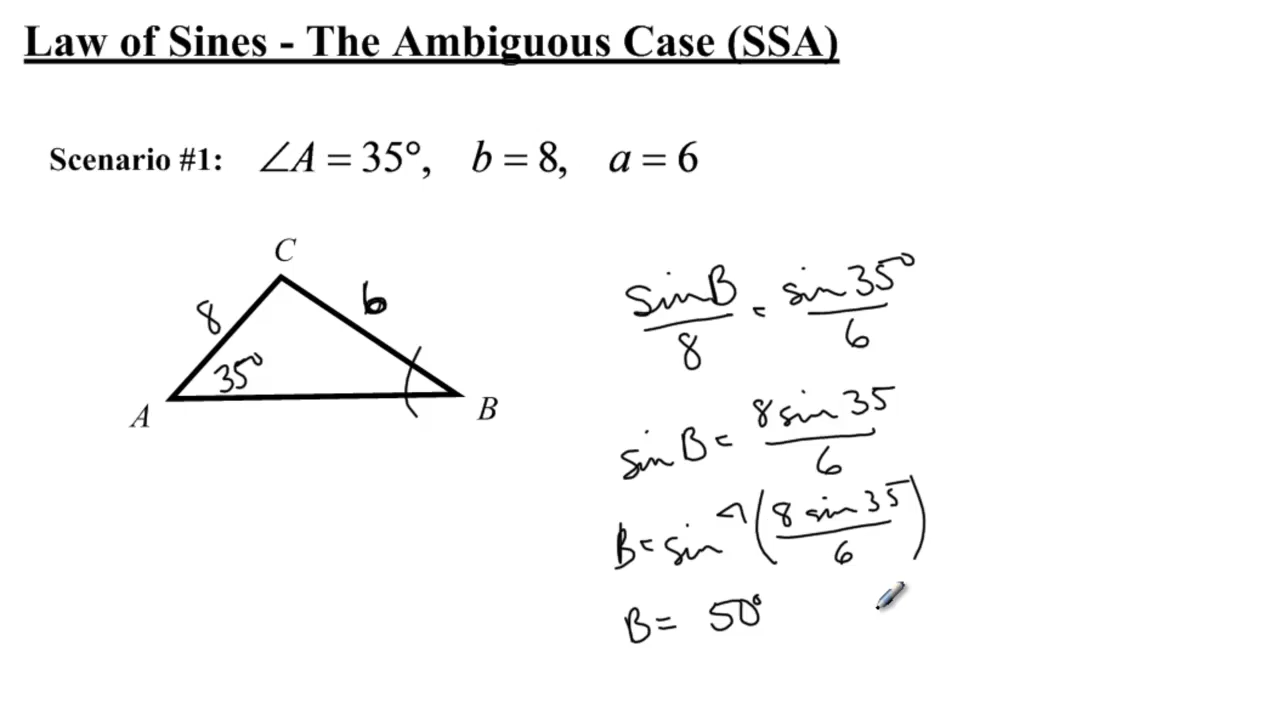 Law of Sines - The Ambiguous Case (SSA)
Scenario #1: ∠A = 35°, b = 8, a = 6
C
8
6
35°
A
B
sin B / 8 = sin 35° / 6
sin B = 8 sin 35 / 6
B = sin⁻¹ (8 sin 35 / 6)
B = 50°